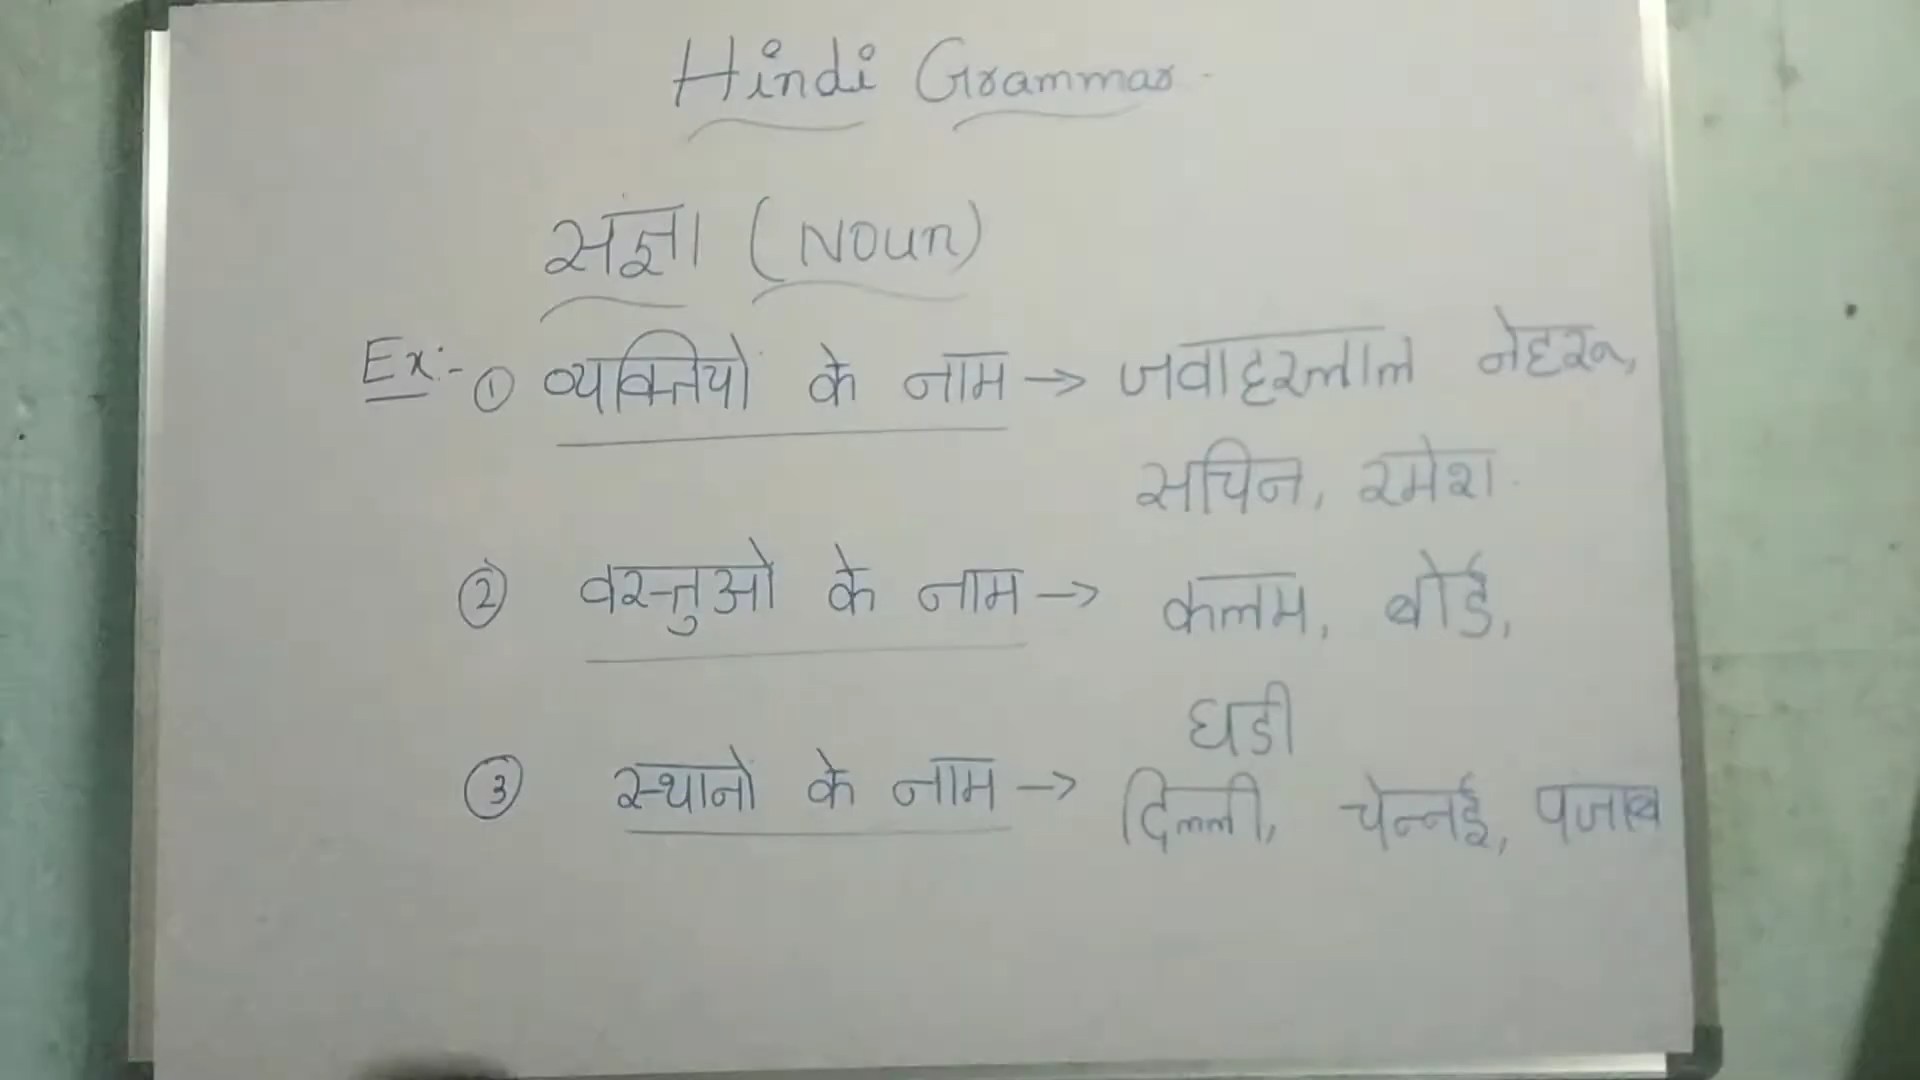 Hindi Grammar
संज्ञा (Noun)
Ex:- ① व्यक्तियों के नाम → जवाहरलाल नेहरू,
सचिन, रमेश
② वस्तुओं के नाम → कलम, बोर्ड,
घडी
③ स्थानों के नाम → दिल्ली, चेन्नई, पंजाब